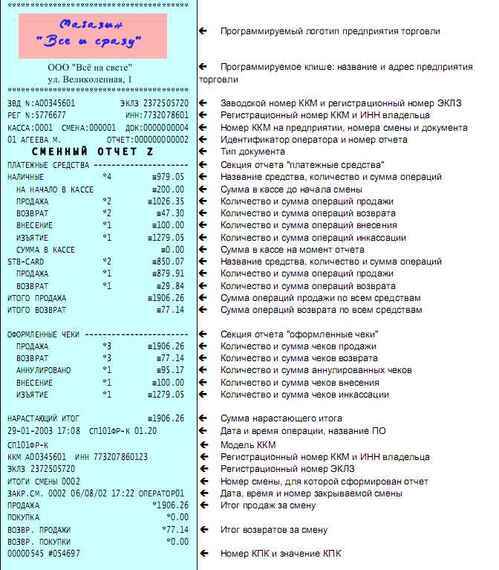 ****************************************
Магазин ← Программируемый логотип предприятия торговли
"Все и сразу"
ООО "Всё на свете" ← Программируемое клише: название и адрес предприятия
ул. Великоленная, 1 торговли
****************************************
ЗВД N:А00345601 ЭКЛЗ 2372505720 ← Заводской номер ККМ и регистрационный номер ЭКЛЗ
РЕГ N:5776677 ИНН:7732078601 ← Регистрационный номер ККМ и ИНН владельца
КАССА:0001 СМЕНА:000001 ДОК:0000000004 ← Номер ККМ на предприятии, номера смены и документа
01 АГЕЕВА М. ОТЧЕТ:000000000002 ← Идентификатор оператора и номер отчета
СМЕННЫЙ ОТЧЕТ Z ← Тип документа
ПЛАТЕЖНЫЕ СРЕДСТВА -------------------- ← Секция отчета "платежные средства"
НАЛИЧНЫЕ *4 ≡979.05 ← Название средства, количество и сумма операций
НА НАЧАЛО В КАССЕ ≡200.00 ← Сумма в кассе до начала смены
ПРОДАЖА *2 ≡1026.35 ← Количество и сумма операций продажи
ВОЗВРАТ *2 ≡47.30 ← Количество и сумма операций возврата
ВНЕСЕНИЕ *1 ≡100.00 ← Количество и сумма операций внесения
ИЗЪЯТИЕ *1 ≡1279.05 ← Количество и сумма операций инкассации
СУММА В КАССЕ ≡0.00 ← Сумма в кассе на момент отчета
STB-CARD *2 ≡850.07 ← Название средства, количество и сумма операций
ПРОДАЖА *1 ≡879.91 ← Количество и сумма операций продажи
ВОЗВРАТ *1 ≡29.84 ← Количество и сумма операций возврата
ИТОГО ПРОДАЖА ≡1906.26 ← Сумма операций продажи по всем средствам
ИТОГО ВОЗВРАТ ≡77.14 ← Сумма операций возврата по всем средствам
ОФОРМЛЕННЫЕ ЧЕКИ -------------------- ← Секция отчета "оформленные чеки"
ПРОДАЖА *3 ≡1906.26 ← Количество и сумма чеков продажи
ВОЗВРАТ *3 ≡77.14 ← Количество и сумма чеков возврата
АННУЛИРОВАНО *1 ≡95.17 ← Количество и сумма аннулированных чеков
ВНЕСЕНИЕ *1 ≡100.00 ← Количество и сумма чеков внесения
ИЗЪЯТИЕ *1 ≡1279.05 ← Количество и сумма чеков инкассации
НАРАСТАЮЩИЙ ИТОГ ≡1906.26 ← Сумма нарастающего итога
29-01-2003 17:08 СП101ФР-К 01.20 ← Дата и время операции, название ПО
СП101ФР-К ← Модель ККМ
ККМ А00345601 ИНН 773207860123 ← Регистрационный номер ККМ и ИНН владельца
ЭКЛЗ 2372505720 ← Регистрационный номер ЭКЛЗ
ИТОГИ СМЕНЫ 0002 ← Номер смены, для которой сформирован отчет
ЗАКР.СМ. 0002 06/08/02 17:22 ОПЕРАТОР01 ← Дата, время и номер закрываемой смены
ПРОДАЖА *1906.26 ← Итог продаж за смену
ПОКУПКА *0.00
ВОЗВР. ПРОДАЖИ *77.14 ← Итог возвратов за смену
ВОЗВР. ПОКУПКИ *0.00
00000545 #054697 ← Номер КПК и значение КПК